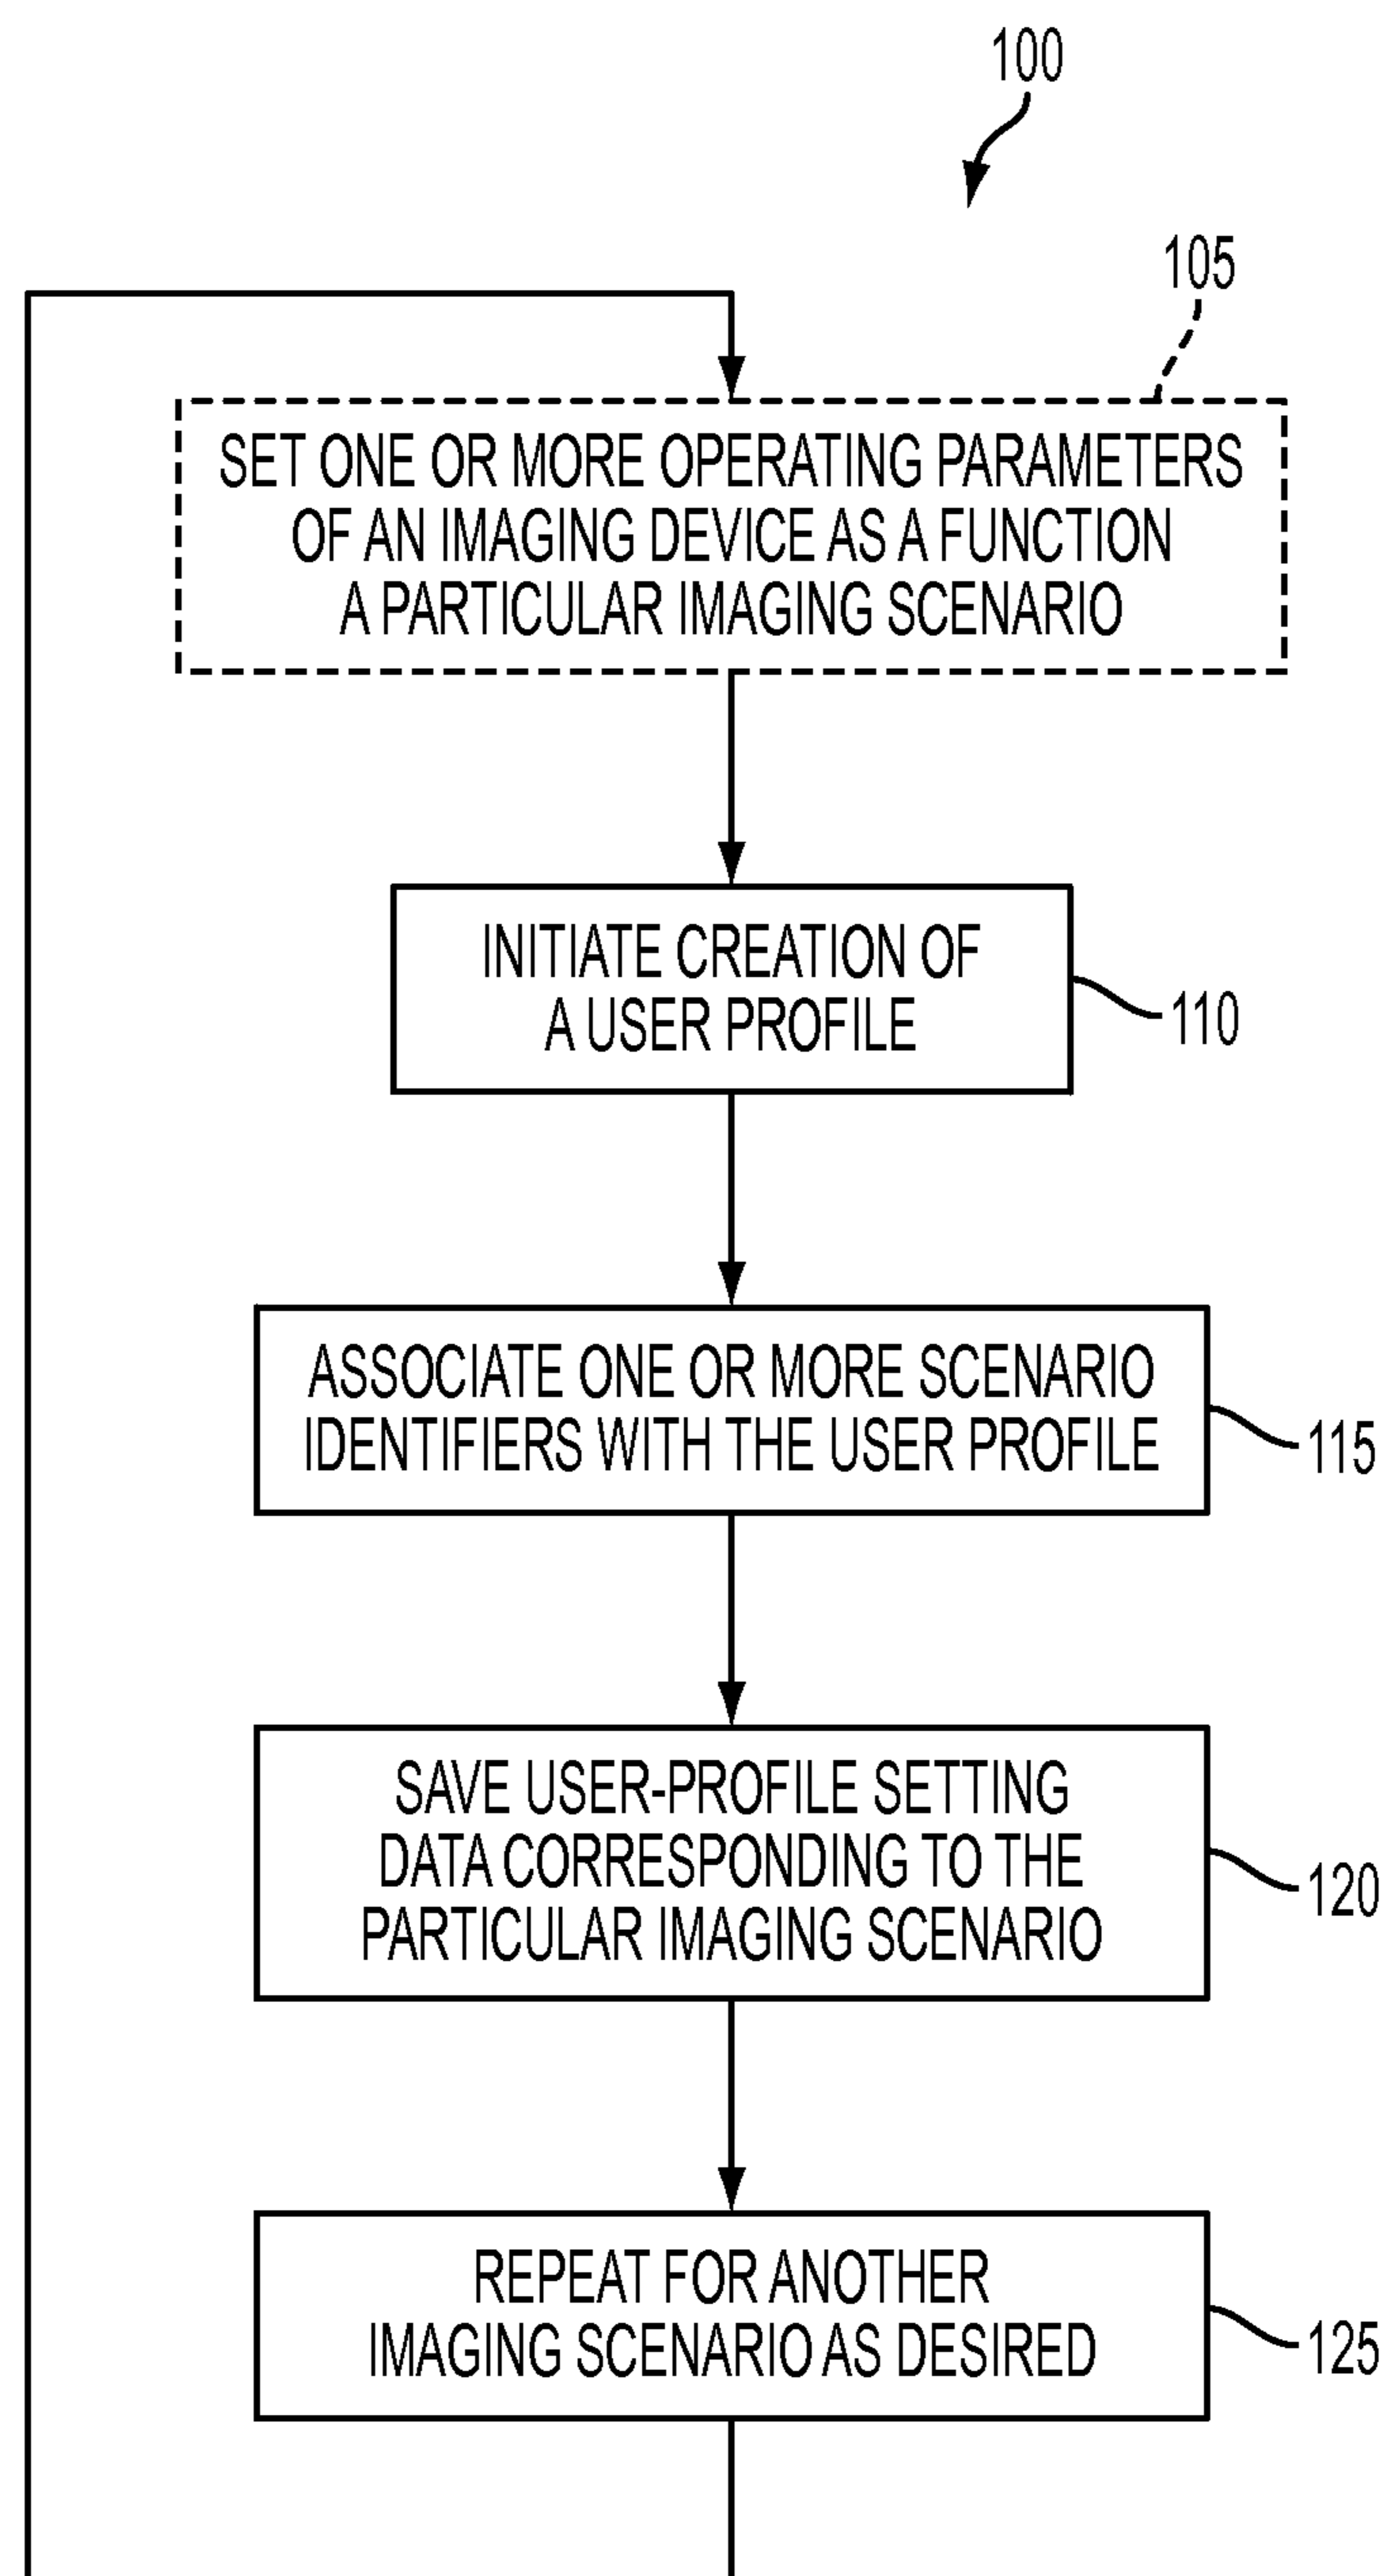 100
105
SET ONE OR MORE OPERATING PARAMETERS
OF AN IMAGING DEVICE AS A FUNCTION
A PARTICULAR IMAGING SCENARIO
INITIATE CREATION OF
A USER PROFILE
110
ASSOCIATE ONE OR MORE SCENARIO
IDENTIFIERS WITH THE USER PROFILE
115
SAVE USER-PROFILE SETTING
DATA CORRESPONDING TO THE
PARTICULAR IMAGING SCENARIO
120
REPEAT FOR ANOTHER
IMAGING SCENARIO AS DESIRED
125